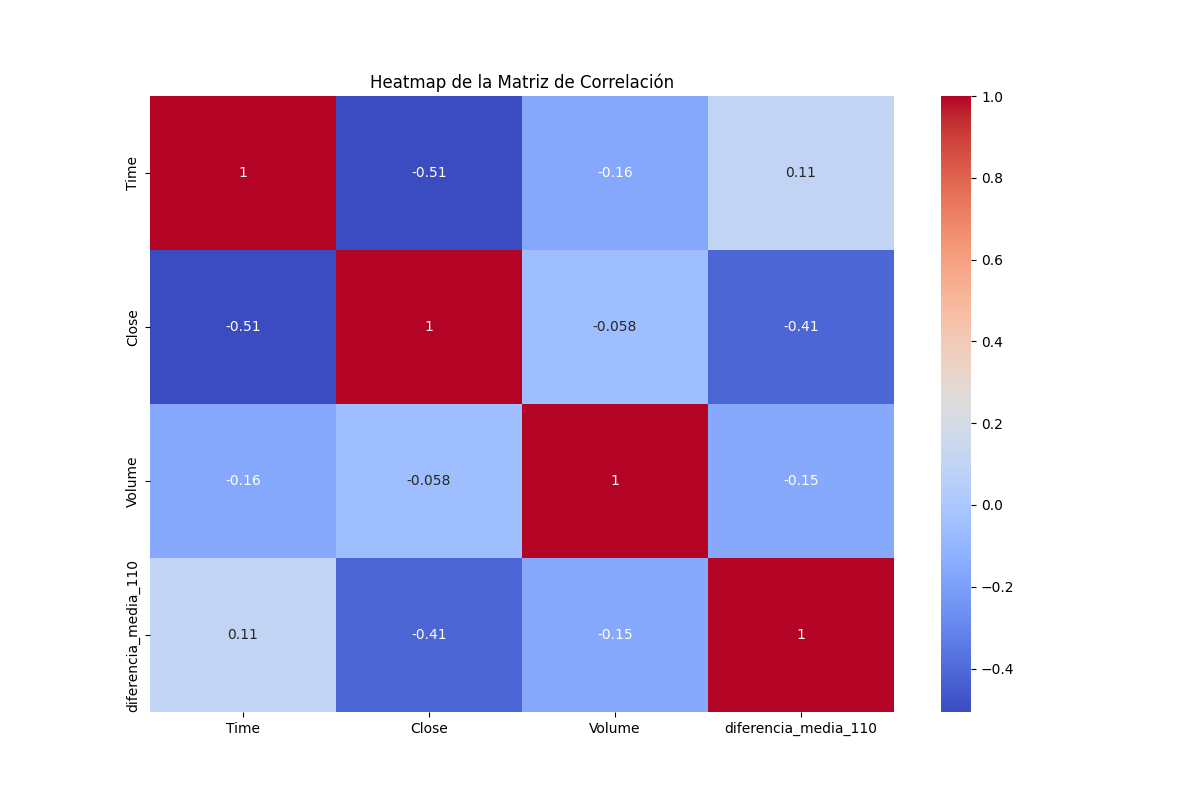 Heatmap de la Matriz de Correlación
Time 1 -0.51 -0.16 0.11
Close -0.51 1 -0.058 -0.41
Volume -0.16 -0.058 1 -0.15
diferencia_media_110 0.11 -0.41 -0.15 1
Time Close Volume diferencia_media_110
1.0
0.8
0.6
0.4
0.2
0.0
−0.2
−0.4